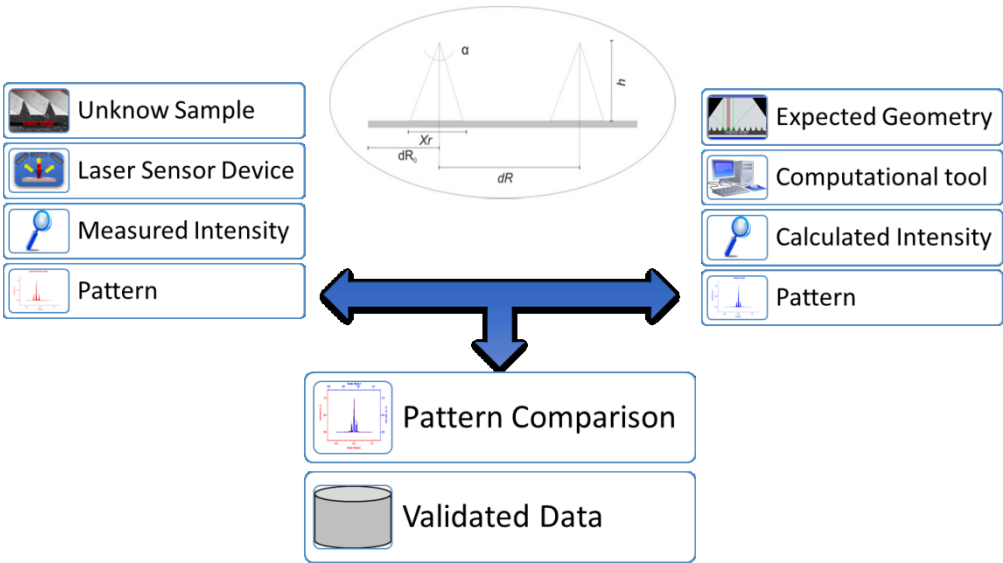 α
h
Xr
dR₀
dR
Unknow Sample
Laser Sensor Device
Measured Intensity
Pattern
Expected Geometry
Computational tool
Calculated Intensity
Pattern
Pattern Comparison
Validated Data